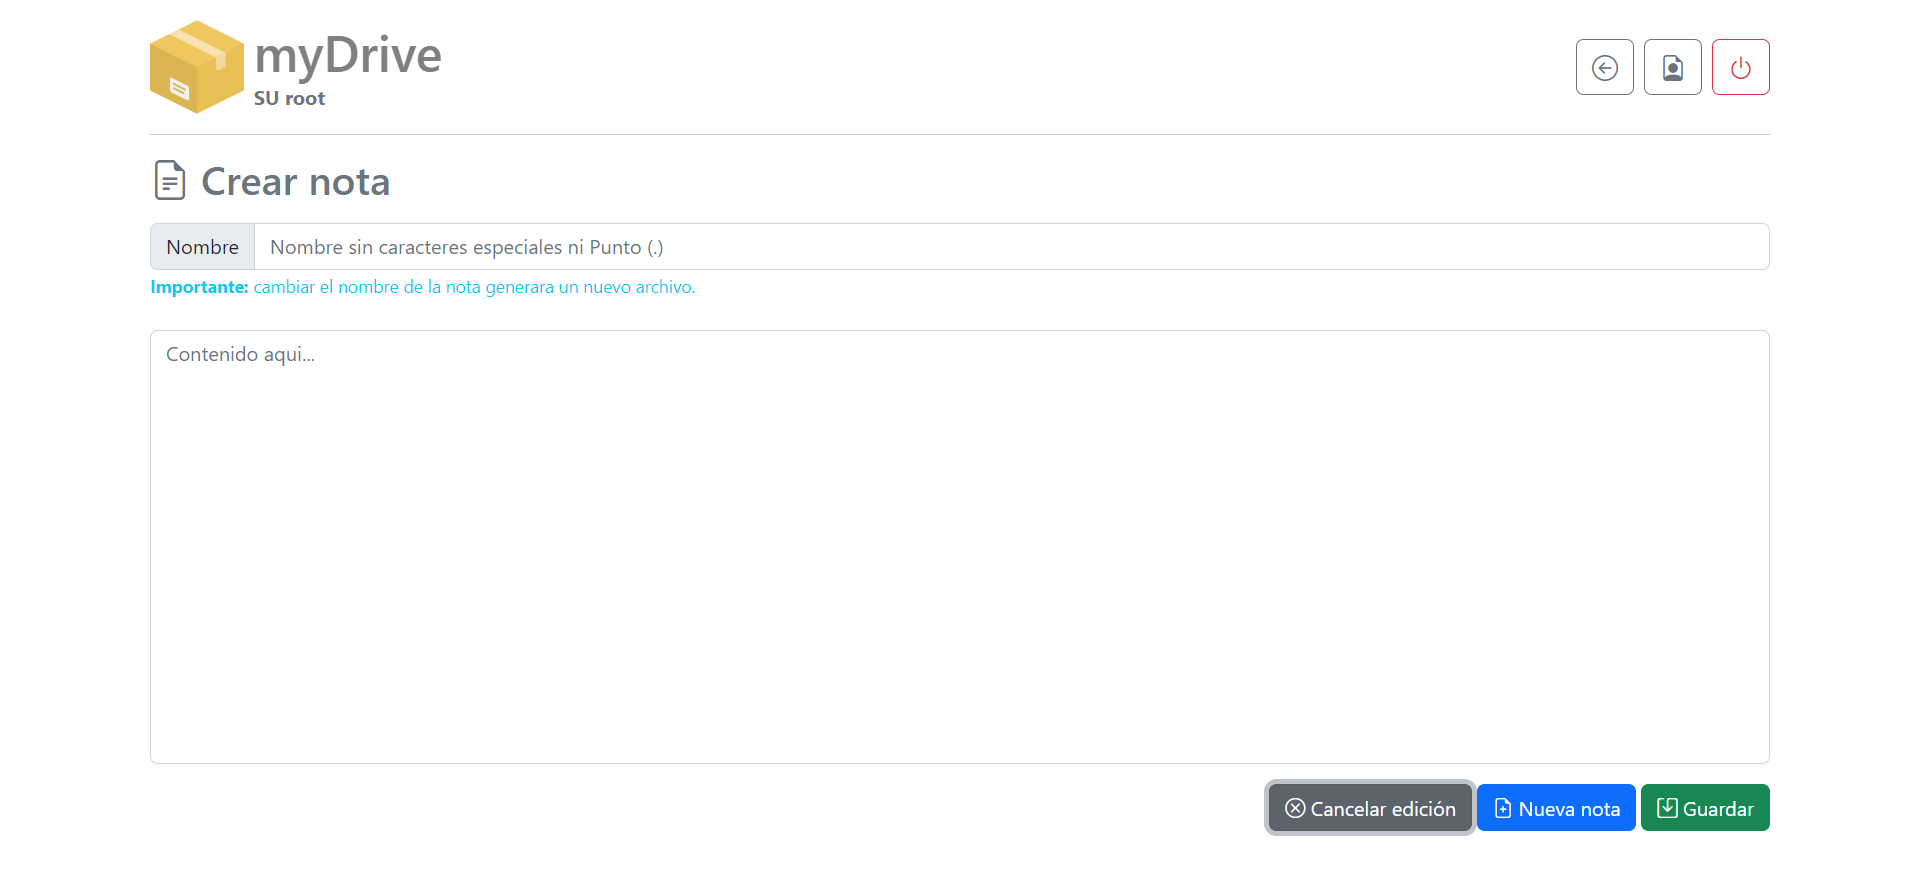 myDrive
SU root
Crear nota
Nombre Nombre sin caracteres especiales ni Punto (.)
Importante: cambiar el nombre de la nota generara un nuevo archivo.
Contenido aqui...
Cancelar edición Nueva nota Guardar